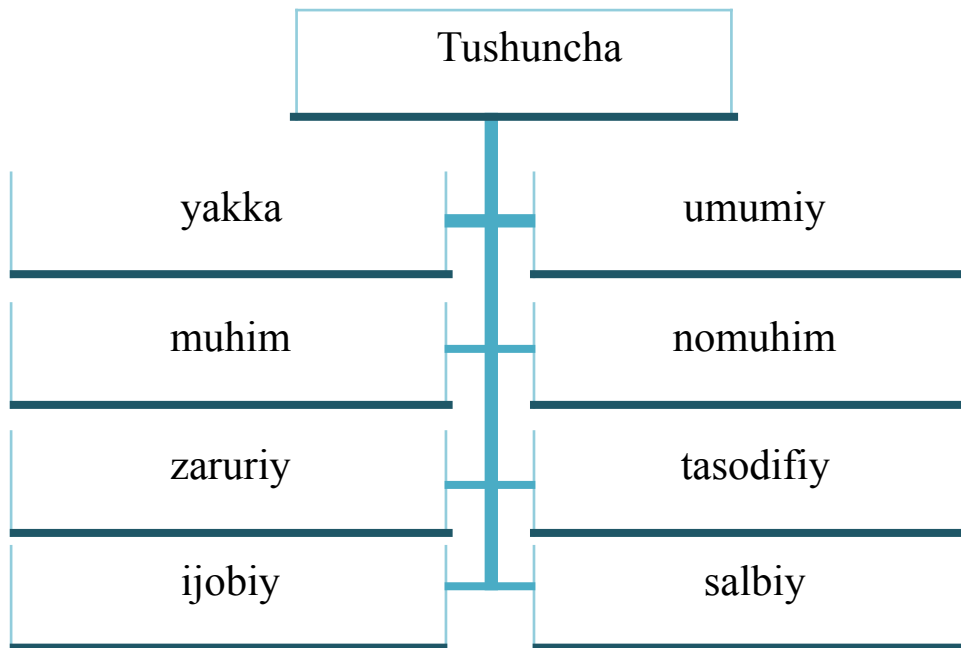 Tushuncha
yakka
umumiy
muhim
nomuhim
zaruriy
tasodifiy
ijobiy
salbiy